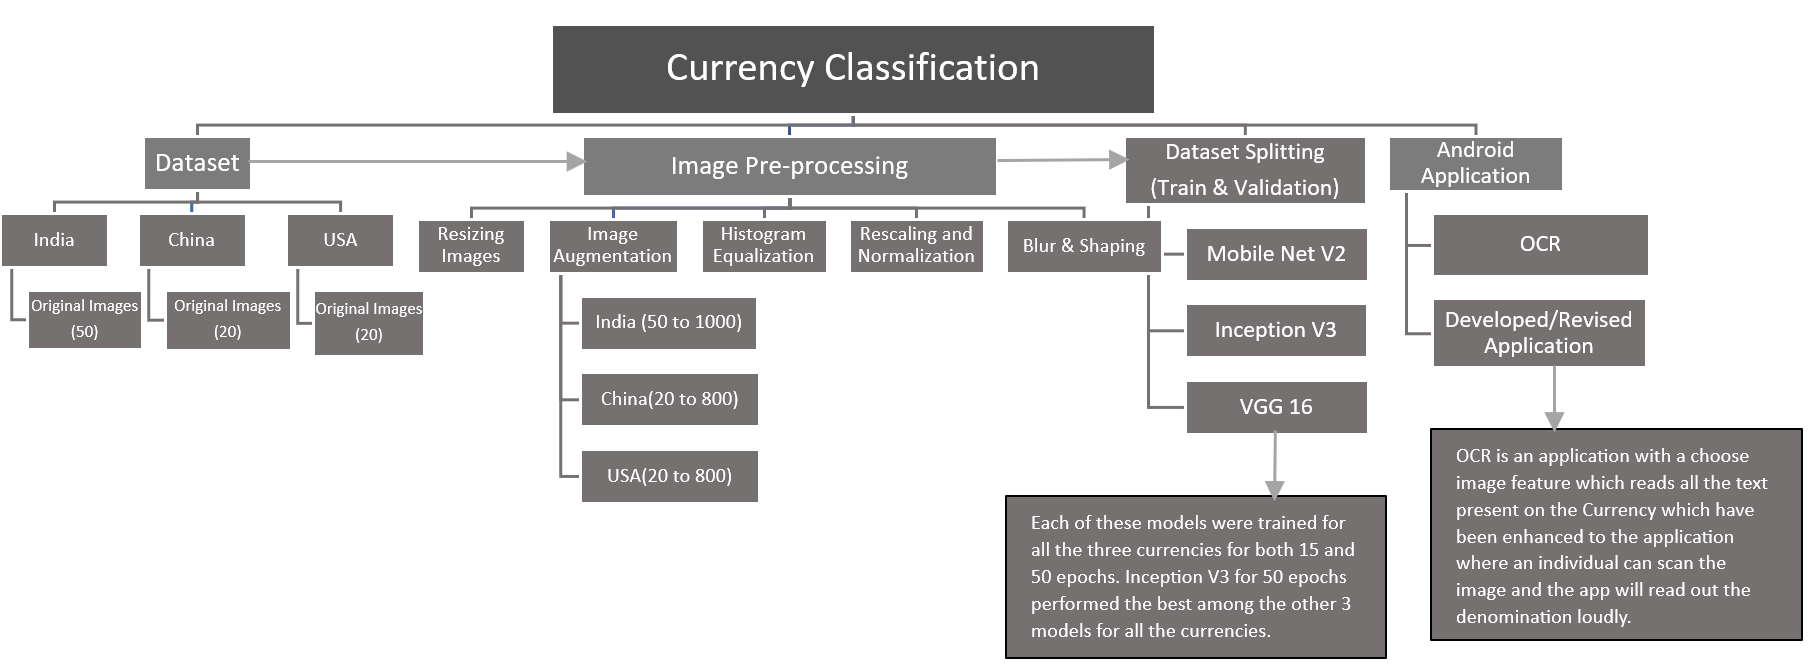 Currency Classification
Dataset
Image Pre-processing
Dataset Splitting
(Train & Validation)
Android
Application
India
China
USA
Original Images
(50)
Original Images
(20)
Original Images
(20)
Resizing
Images
Image
Augmentation
Histogram
Equalization
Rescaling and
Normalization
Blur & Shaping
India (50 to 1000)
China(20 to 800)
USA(20 to 800)
Mobile Net V2
Inception V3
VGG 16
Each of these models were trained for
all the three currencies for both 15 and
50 epochs. Inception V3 for 50 epochs
performed the best among the other 3
models for all the currencies.
OCR
Developed/Revised
Application
OCR is an application with a choose
image feature which reads all the text
present on the Currency which have
been enhanced to the application
where an individual can scan the
image and the app will read out the
denomination loudly.